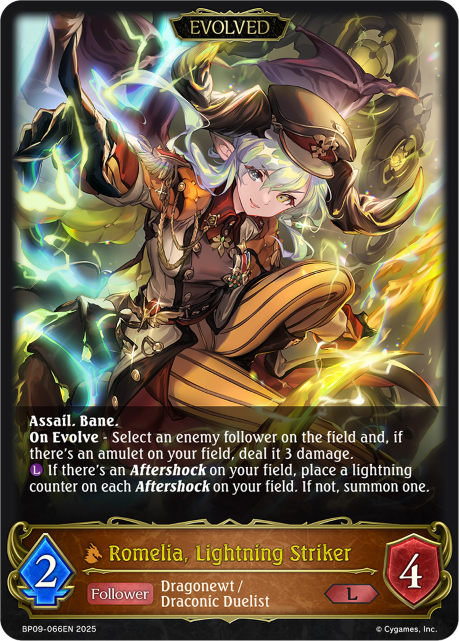 EVOLVED
Assail. Bane.
On Evolve - Select an enemy follower on the field and, if
there's an amulet on your field, deal it 3 damage.
L If there's an Aftershock on your field, place a lightning
counter on each Aftershock on your field. If not, summon one.
Romelia, Lightning Striker
2
Follower
Dragonewt /
Draconic Duelist
L
4
BP09-066EN 2025
© Cygames, Inc.